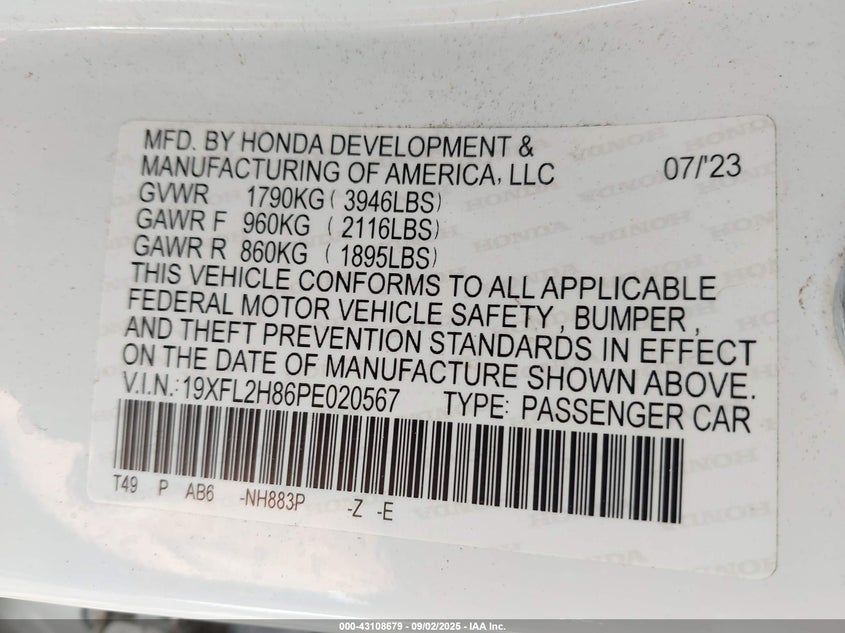 MFD. BY HONDA DEVELOPMENT &
MANUFACTURING OF AMERICA, LLC 07/'23
GVWR 1790KG ( 3946LBS)
GAWR F 960KG ( 2116LBS)
GAWR R 860KG ( 1895LBS)
THIS VEHICLE CONFORMS TO ALL APPLICABLE
FEDERAL MOTOR VEHICLE SAFETY , BUMPER ,
AND THEFT PREVENTION STANDARDS IN EFFECT
ON THE DATE OF MANUFACTURE SHOWN ABOVE.
V.I.N.: 19XFL2H86PE020567 TYPE: PASSENGER CAR
T49 P AB6 -NH883P -Z -E
000-43108679 - 09/02/2025 - IAA Inc.